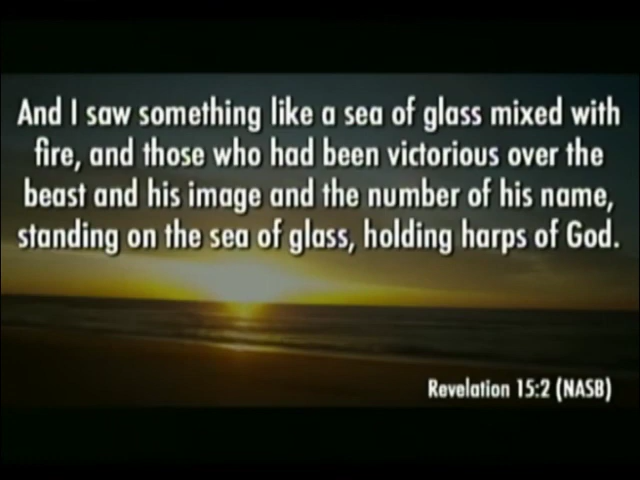 And I saw something like a sea of glass mixed with
fire, and those who had been victorious over the
beast and his image and the number of his name,
standing on the sea of glass, holding harps of God.
Revelation 15:2 (NASB)